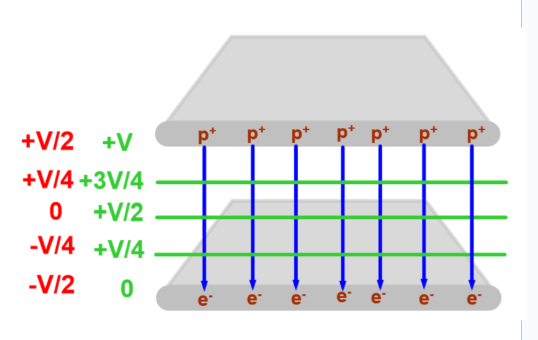 p⁺ p⁺ p⁺ p⁺ p⁺ p⁺ p⁺
+V/2 +V
+V/4 +3V/4
0 +V/2
-V/4 +V/4
-V/2 0
e⁻ e⁻ e⁻ e⁻ e⁻ e⁻ e⁻